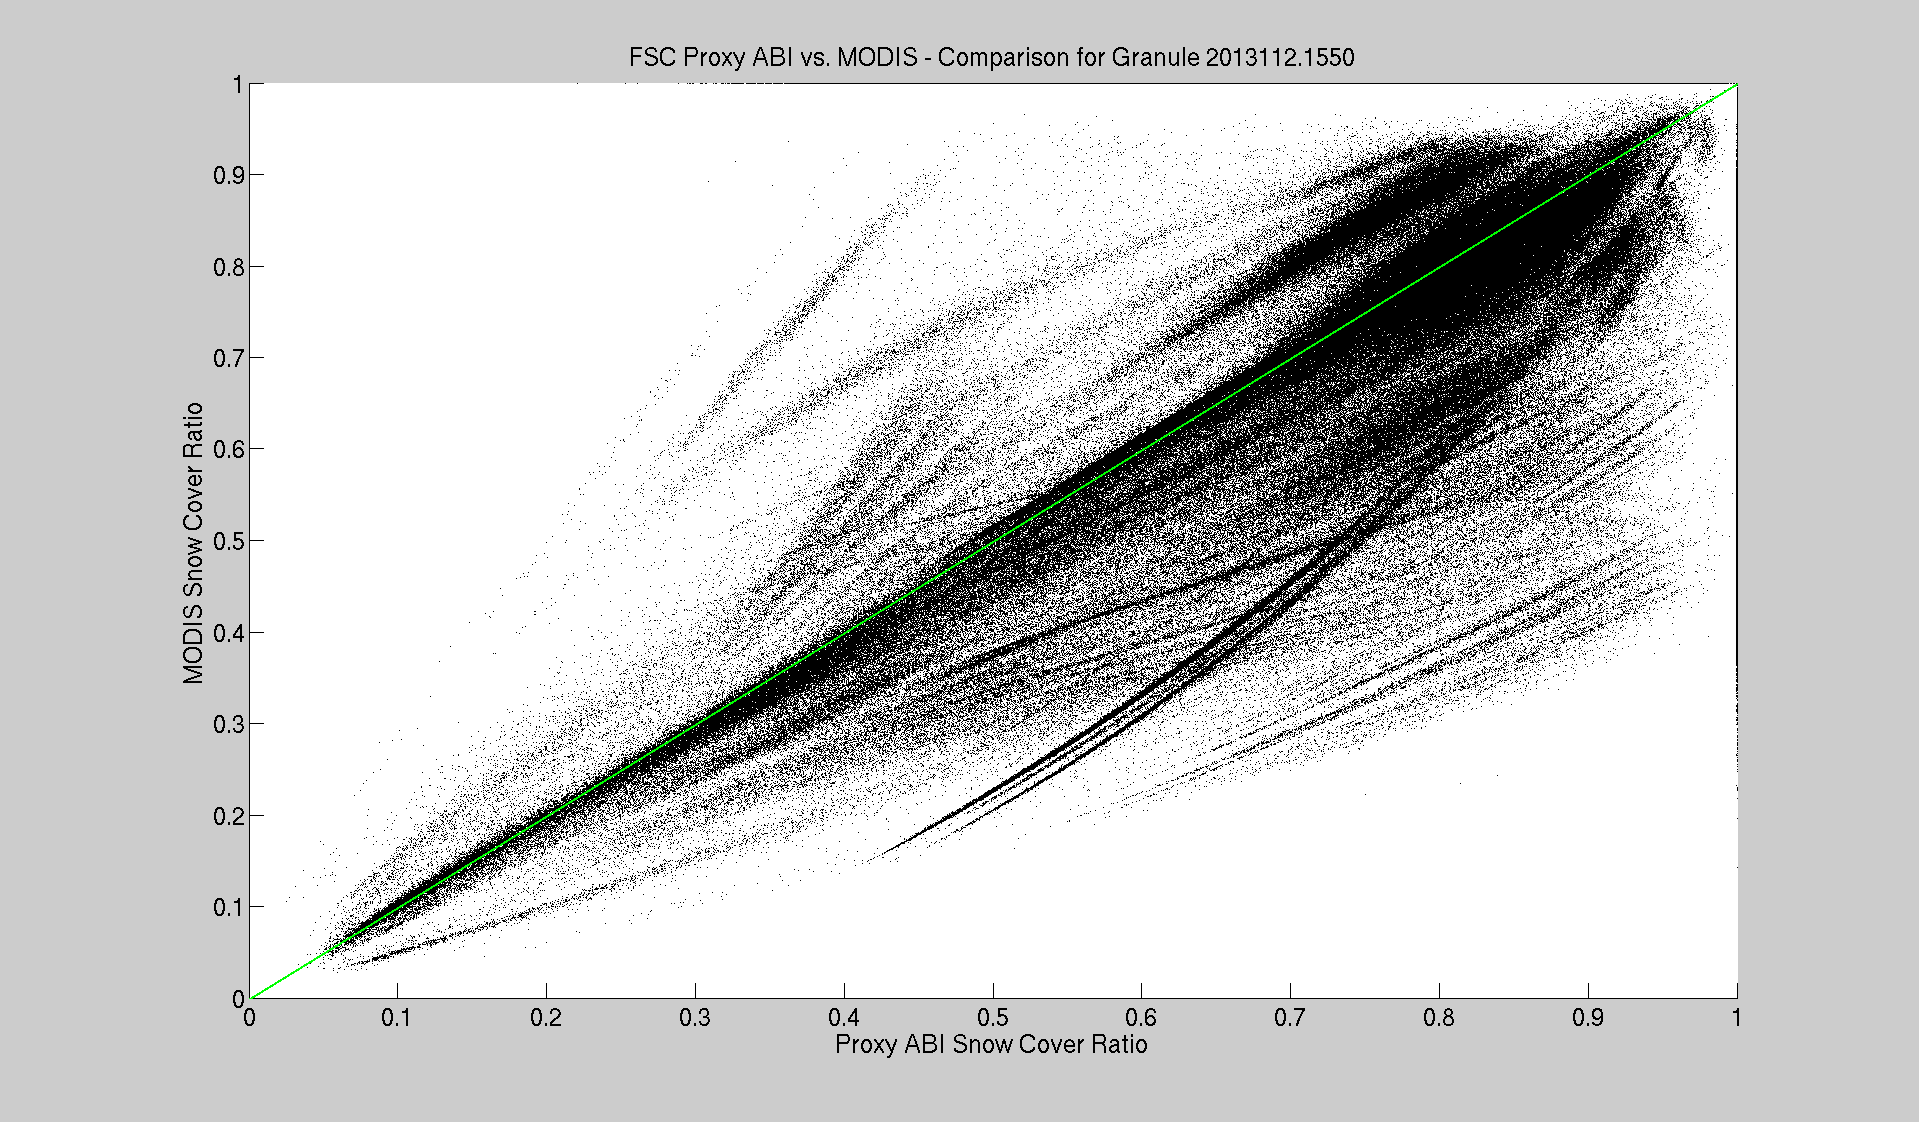 FSC Proxy ABI vs. MODIS - Comparison for Granule 2013112.1550
1
0.9
0.8
0.7
0.6
0.5
0.4
0.3
0.2
0.1
0
MODIS Snow Cover Ratio
0 0.1 0.2 0.3 0.4 0.5 0.6 0.7 0.8 0.9 1
Proxy ABI Snow Cover Ratio